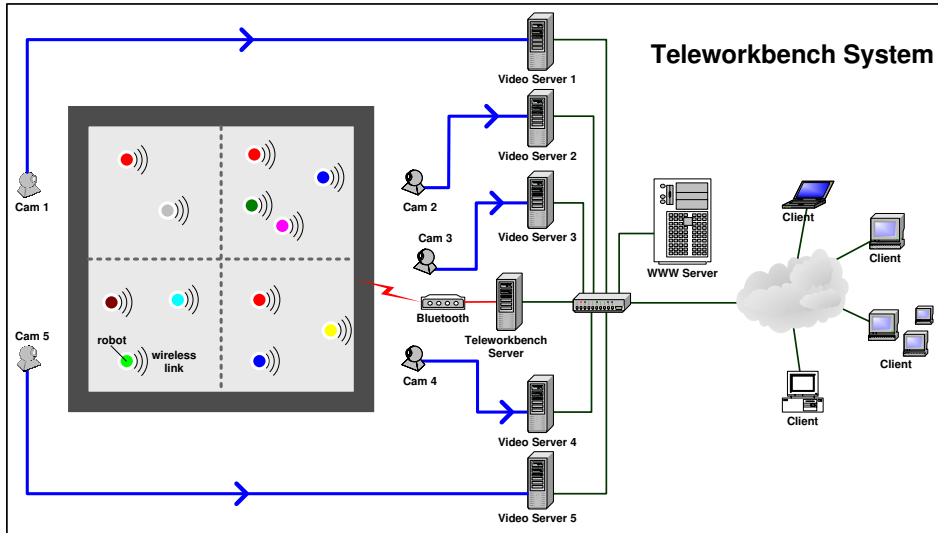 Teleworkbench System
Video Server 1
Video Server 2
Cam 1
Cam 2
Video Server 3
Cam 3
WWW Server
Client
Client
Bluetooth
Teleworkbench
Server
Cam 5
robot
wireless
link
Cam 4
Client
Client
Video Server 4
Video Server 5